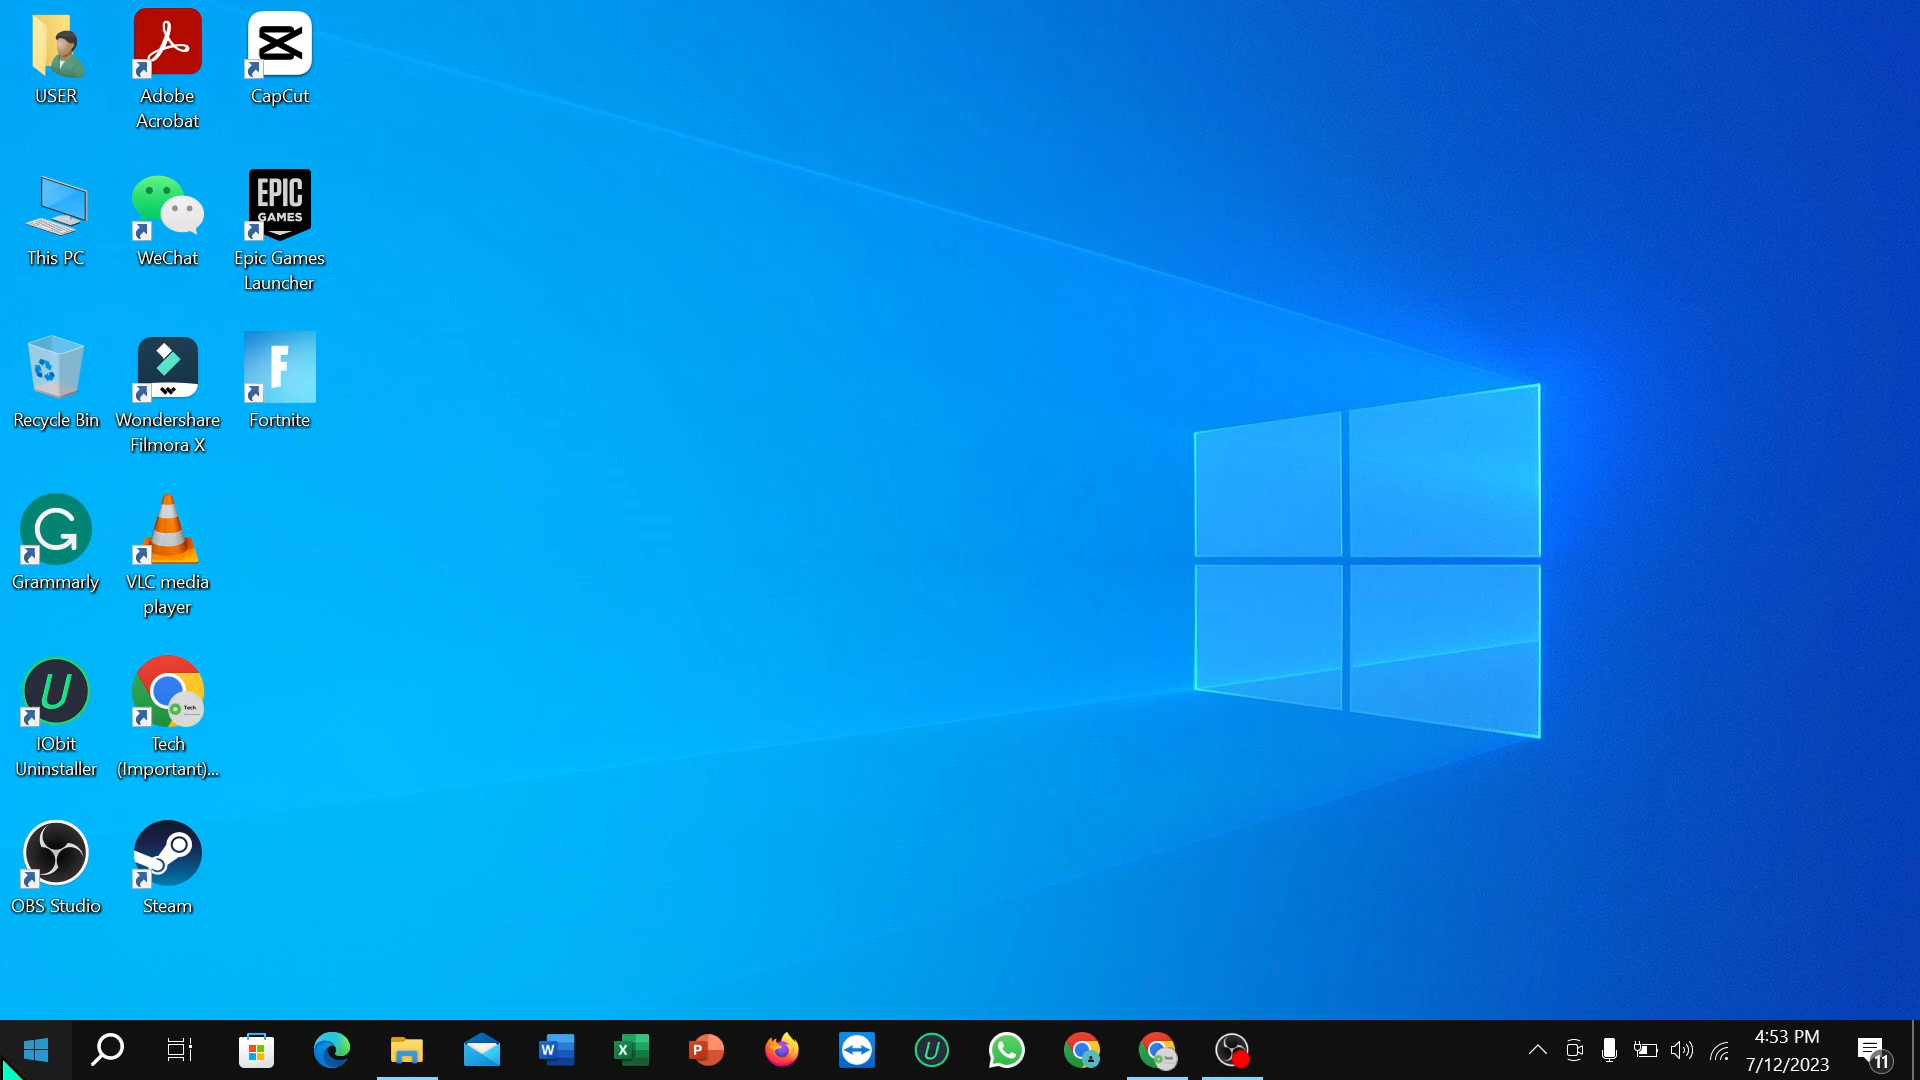 USER
Adobe
Acrobat
CapCut
This PC
WeChat
EPIC
GAMES
Epic Games
Launcher
Recycle Bin
Wondershare
Filmora X
F
Fortnite
G
Grammarly
VLC media
player
U
IObit
Uninstaller
Tech
Tech
(Important)...
OBS Studio
Steam
W
X
P
U
4:53 PM
7/12/2023
11